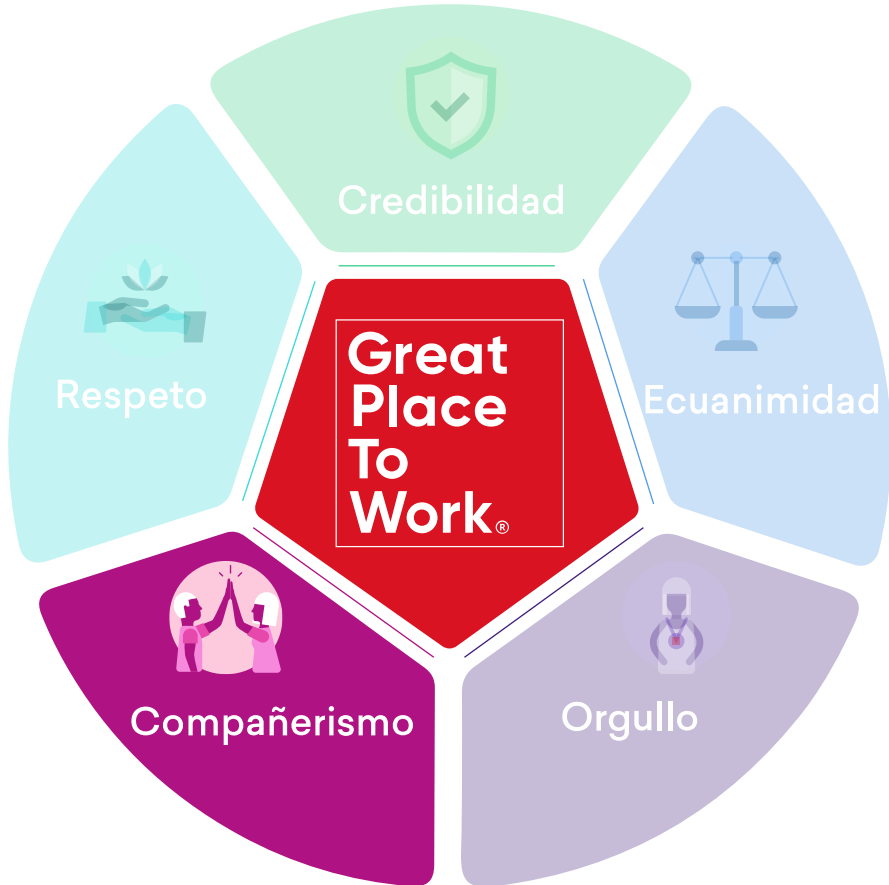 Credibilidad
Respeto
Ecuanimidad
Great
Place
To
Work®
Compañerismo
Orgullo